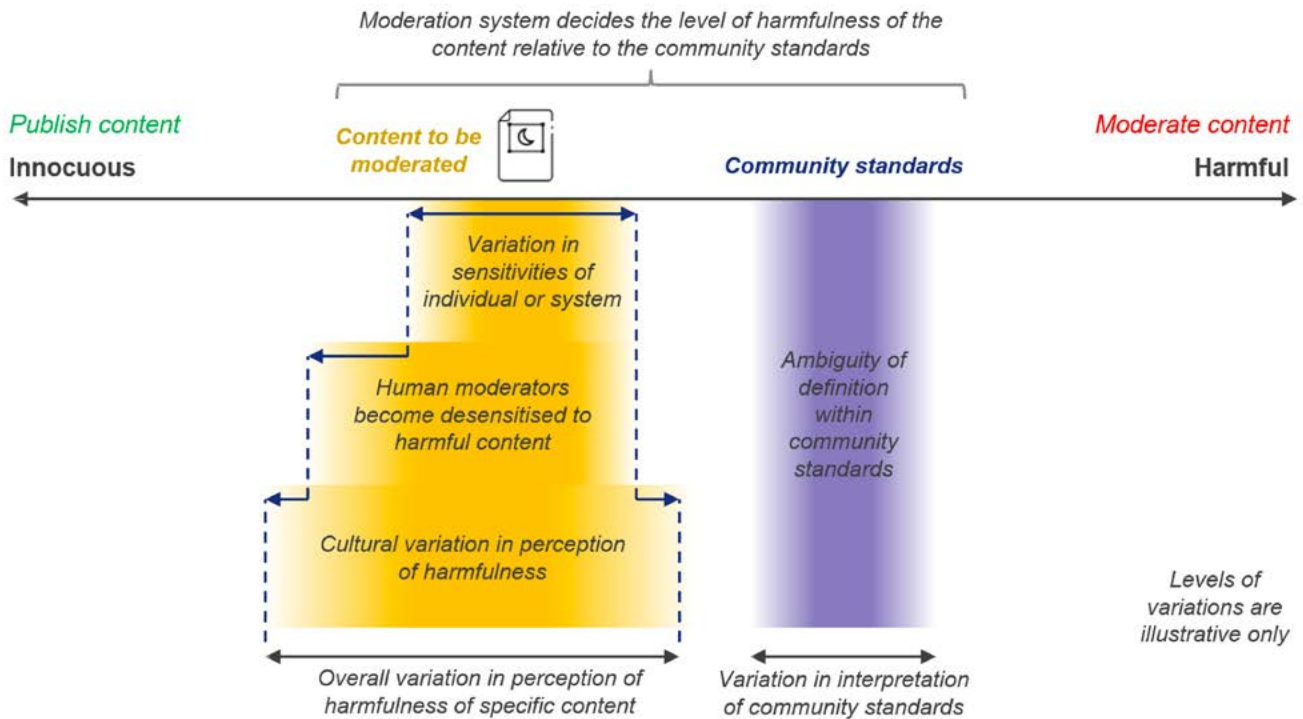 Moderation system decides the level of harmfulness of the
content relative to the community standards
Publish content
Innocuous
Content to be
moderated
Community standards
Moderate content
Harmful
Variation in
sensitivities of
individual or system
Human moderators
become desensitised to
harmful content
Cultural variation in perception
of harmfulness
Ambiguity of
definition
within
community
standards
Levels of
variations are
illustrative only
Overall variation in perception of
harmfulness of specific content
Variation in interpretation
of community standards